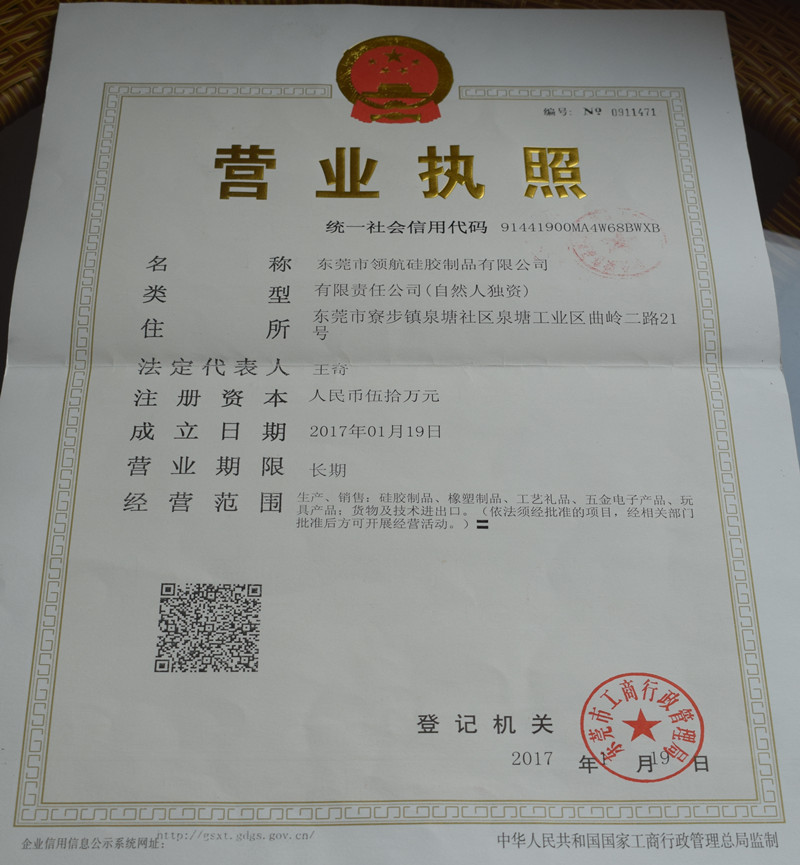 编号: № 0911471
营业执照
统一社会信用代码 91441900MA4W68BWXB
名称 东莞市领航硅胶制品有限公司
类型 有限责任公司(自然人独资)
住所 东莞市寮步镇泉塘社区泉塘工业区曲岭二路21
号
法定代表人 王
注册资本 人民币伍拾万元
成立日期 2017年01月19日
营业期限 长期
经营范围 生产、销售：硅胶制品、橡塑制品、工艺礼品、五金电子产品、玩
具产品；货物及技术进出口。（依法须经批准的项目，经相关部门
批准后方可开展经营活动。）〓
登记机关
东莞市工商行政管理局
2017 年 月 19 日
企业信用信息公示系统网址: http://gsxt.gdgs.gov.cn/
中华人民共和国国家工商行政管理总局监制